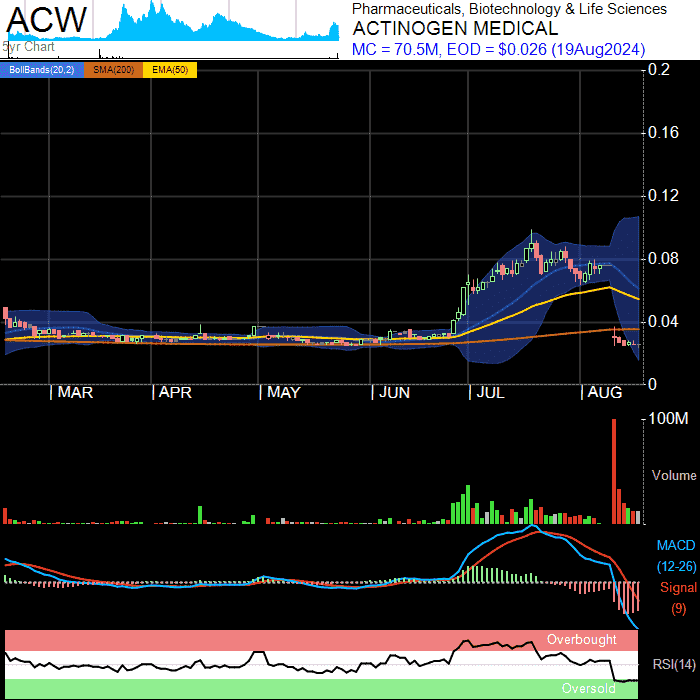 ACW
5yr Chart
Pharmaceuticals, Biotechnology & Life Sciences
ACTINOGEN MEDICAL
MC = 70.5M, EOD = $0.026 (19Aug2024)
BollBands(20,2) SMA(200) EMA(50)
0.2
0.16
0.12
0.08
0.04
0
MAR APR MAY JUN JUL AUG
100M
Volume
MACD
(12-26)
Signal
(9)
Overbought
RSI(14)
Oversold